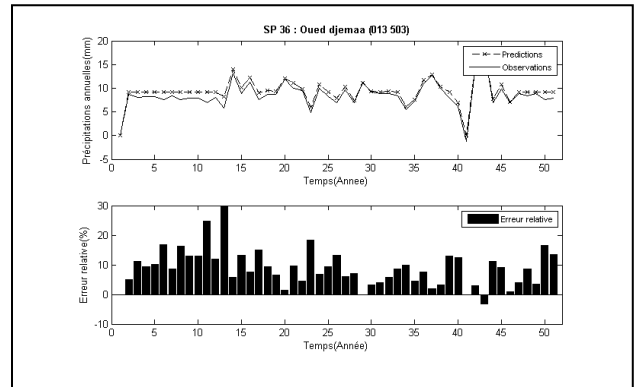 SP 36 : Oued djemaa (013 503)
Précipitations annuelles(mm)
20
15
10
5
0
-5
Predictions
Observations
0 5 10 15 20 25 30 35 40 45 50
Temps(Annee)
Erreur relative(%)
30
20
10
0
-10
Erreur relative
0 5 10 15 20 25 30 35 40 45 50
Temps(Année)